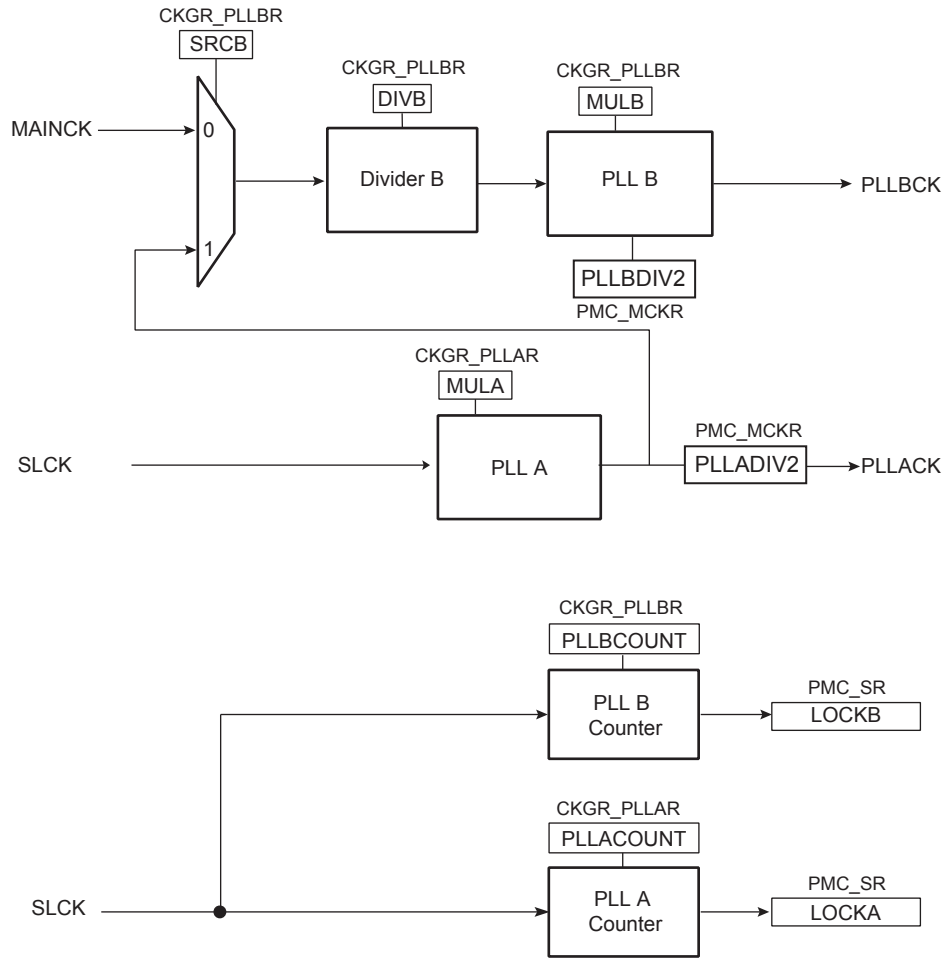 CKGR_PLLBR
SRCB
CKGR_PLLBR
DIVB
CKGR_PLLBR
MULB
MAINCK
0
Divider B
PLL B
PLLBCK
1
PLLBDIV2
PMC_MCKR
CKGR_PLLAR
MULA
PMC_MCKR
SLCK
PLL A
PLLADIV2
PLLACK
CKGR_PLLBR
PLLBCOUNT
PLL B
Counter
PMC_SR
LOCKB
CKGR_PLLAR
PLLACOUNT
SLCK
PLL A
Counter
PMC_SR
LOCKA